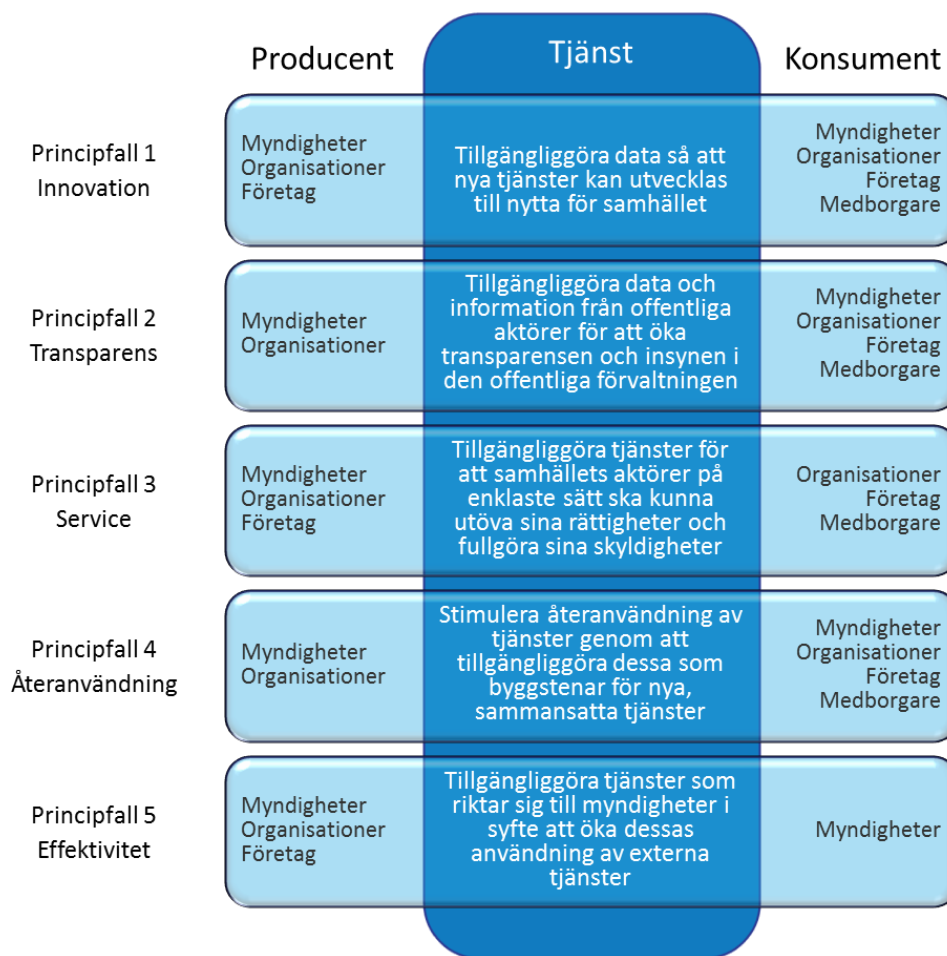 Producent
Tjänst
Konsument
Principfall 1
Innovation
Myndigheter
Organisationer
Företag
Tillgängliggöra data så att
nya tjänster kan utvecklas
till nytta för samhället
Myndigheter
Organisationer
Företag
Medborgare
Principfall 2
Transparens
Myndigheter
Organisationer
Tillgängliggöra data och
information från offentliga
aktörer för att öka
transparensen och insynen i
den offentliga förvaltningen
Myndigheter
Organisationer
Företag
Medborgare
Principfall 3
Service
Myndigheter
Organisationer
Företag
Tillgängliggöra tjänster för
att samhällets aktörer på
enklaste sätt ska kunna
utöva sina rättigheter och
fullgöra sina skyldigheter
Organisationer
Företag
Medborgare
Principfall 4
Återanvändning
Myndigheter
Organisationer
Stimulera återanvändning av
tjänster genom att
tillgängliggöra dessa som
byggstenar för nya,
sammansatta tjänster
Myndigheter
Organisationer
Företag
Medborgare
Principfall 5
Effektivitet
Myndigheter
Organisationer
Företag
Tillgängliggöra tjänster som
riktar sig till myndigheter i
syfte att öka dessas
användning av externa
tjänster
Myndigheter